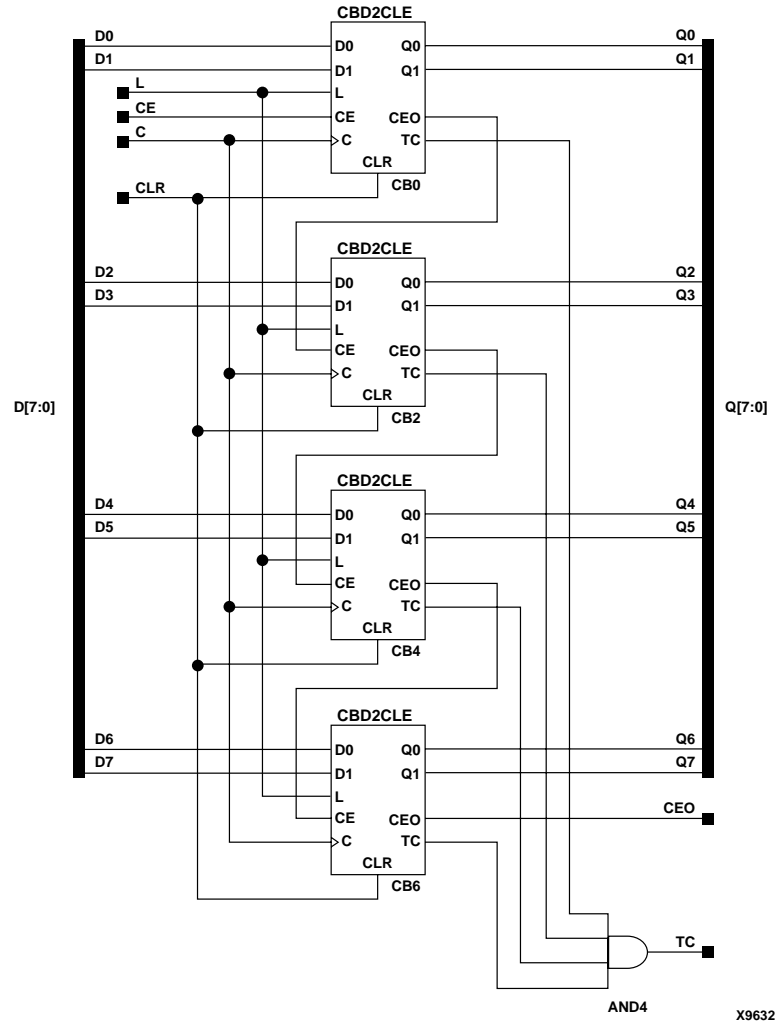 CBD2CLE
D0 D0 Q0 Q0
D1 D1 Q1 Q1
L L
CE CE CEO
C C TC
CLR
CLR CB0
CBD2CLE
D2 D0 Q0 Q2
D3 D1 Q1 Q3
L
CE CEO
C TC
CLR
CB2
D[7:0] Q[7:0]
CBD2CLE
D4 D0 Q0 Q4
D5 D1 Q1 Q5
L
CE CEO
C TC
CLR
CB4
CBD2CLE
D6 D0 Q0 Q6
D7 D1 Q1 Q7
L
CE CEO CEO
C TC
CLR
CB6
TC
AND4
X9632